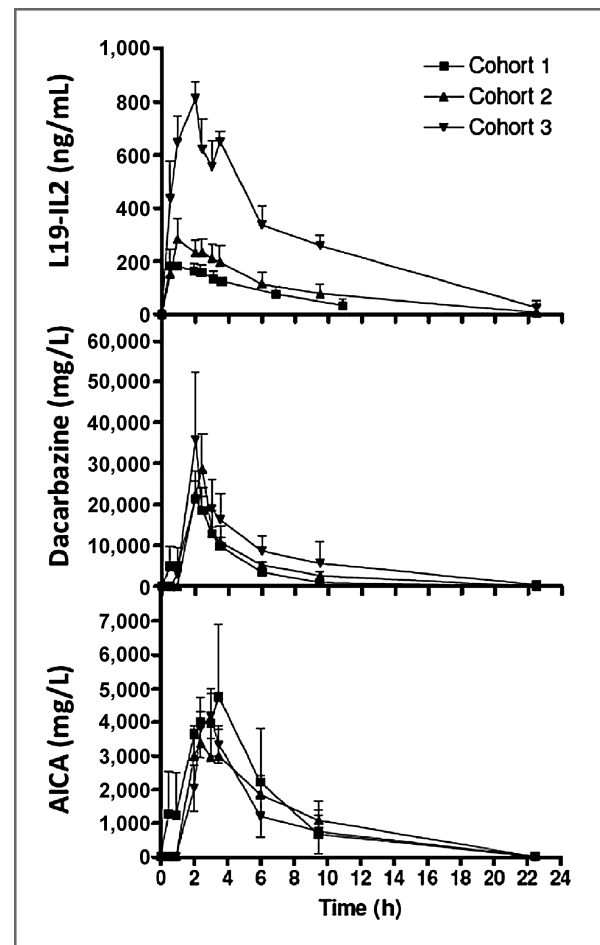 L19-IL2 (ng/mL)
1,000
800
600
400
200
0
Cohort 1
Cohort 2
Cohort 3
Dacarbazine (mg/L)
60,000
50,000
40,000
30,000
20,000
10,000
0
AICA (mg/L)
7,000
6,000
5,000
4,000
3,000
2,000
1,000
0
0 2 4 6 8 10 12 14 16 18 20 22 24
Time (h)